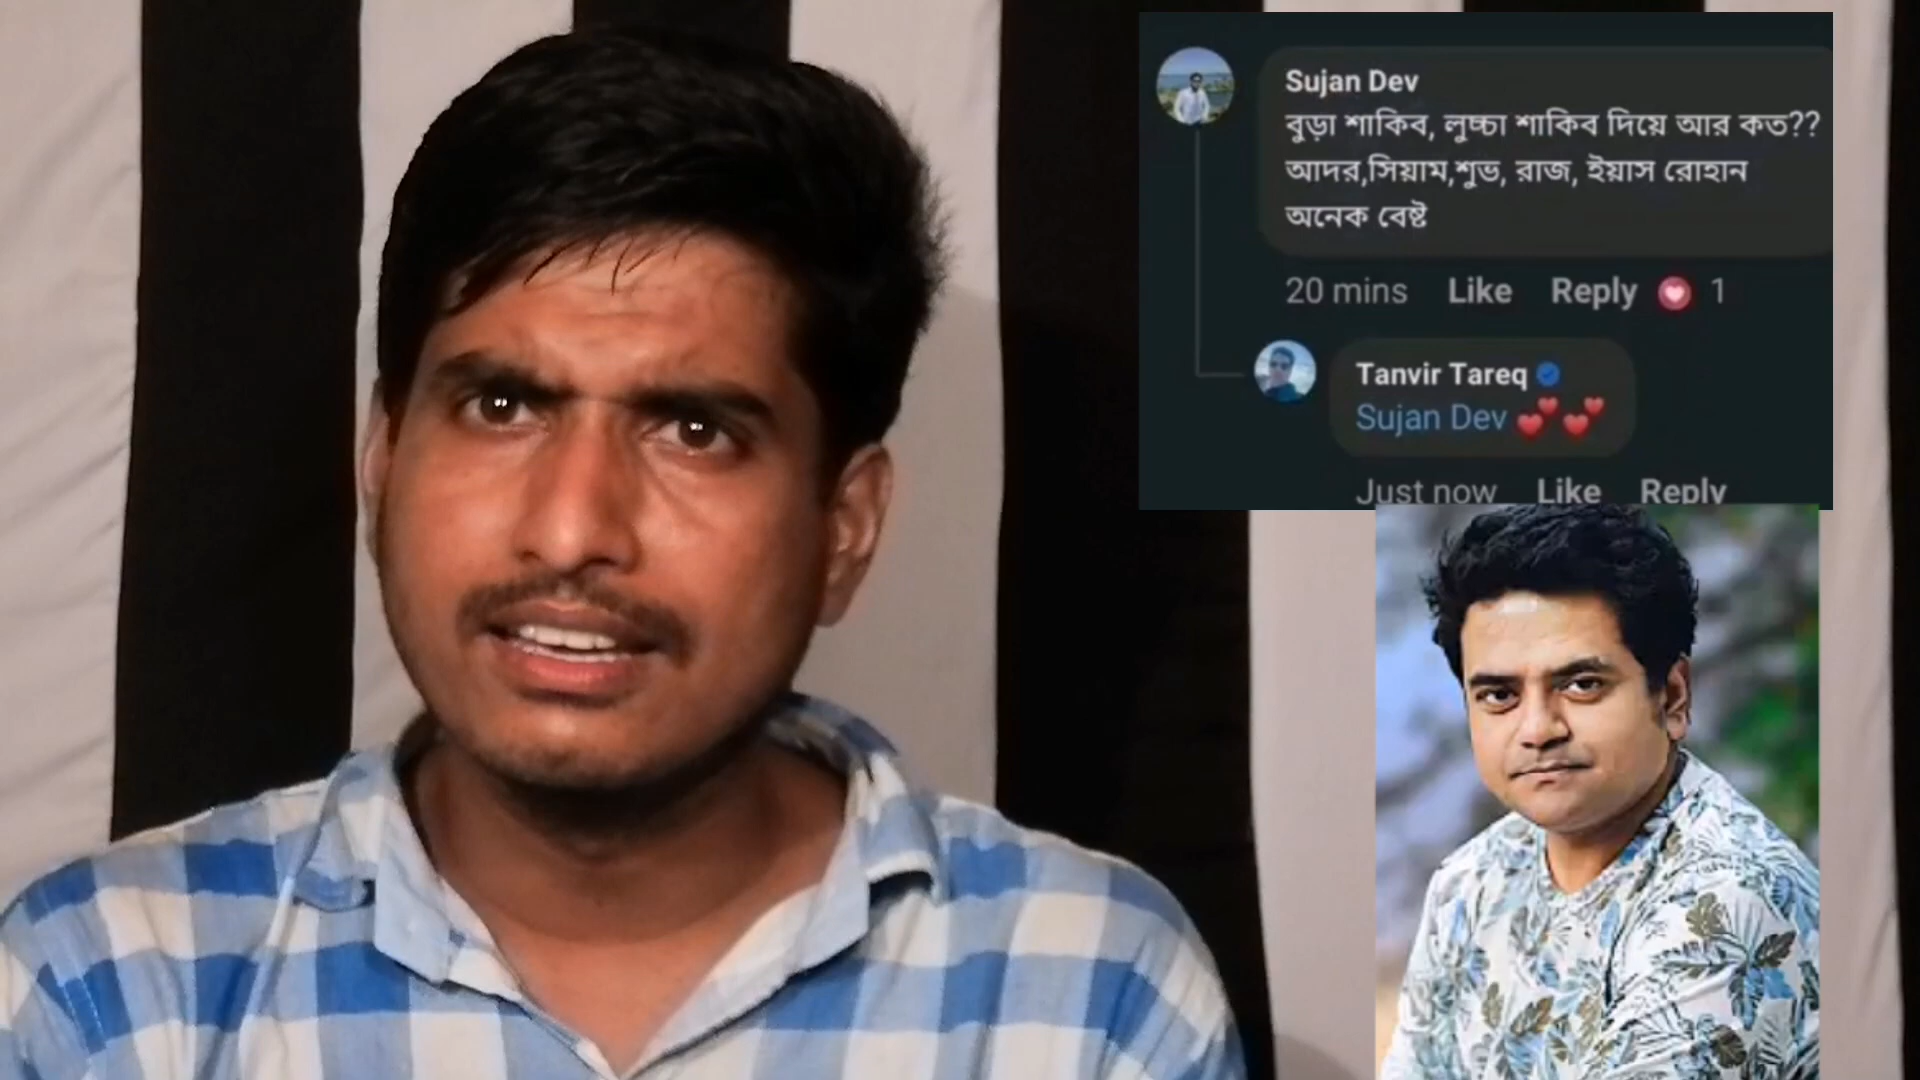 Sujan Dev
বুড়া শাকিব, লুচ্চা শাকিব দিয়ে আর কত??
আদর,সিয়াম,শুভ, রাজ, ইয়াস রোহান
অনেক বেষ্ট
20 mins Like Reply 1
Tanvir Tareq
Sujan Dev 💕 💕
Just now Like Reply